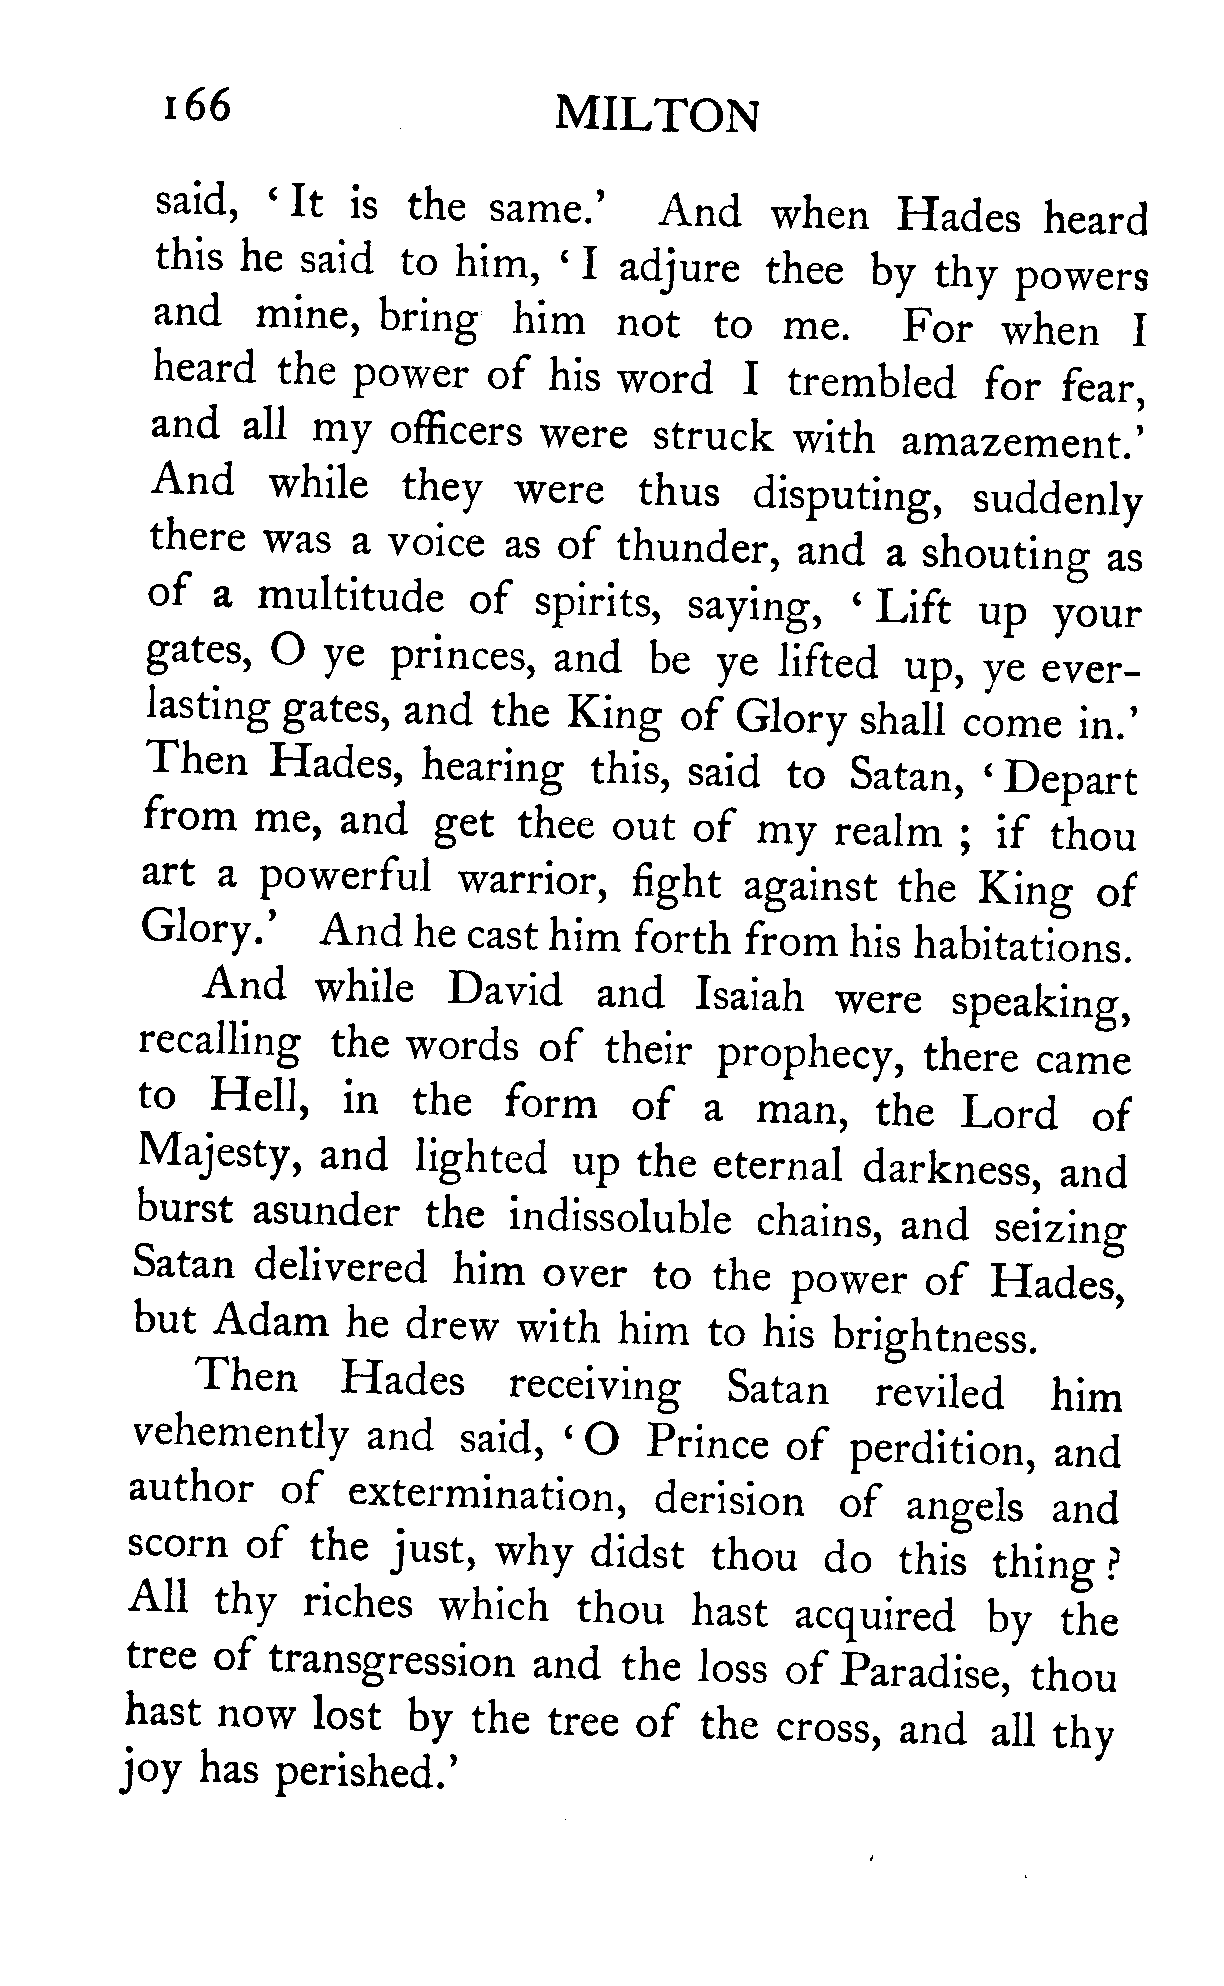 166 MILTON
said, ‘ It is the same.’ And when Hades heard
this he said to him, ‘ I adjure thee by thy powers
and mine, bring him not to me. For when I
heard the power of his word I trembled for fear,
and all my officers were struck with amazement.’
And while they were thus disputing, suddenly
there was a voice as of thunder, and a shouting as
of a multitude of spirits, saying, ‘ Lift up your
gates, O ye princes, and be ye lifted up, ye ever-
lasting gates, and the King of Glory shall come in.’
Then Hades, hearing this, said to Satan, ‘ Depart
from me, and get thee out of my realm ; if thou
art a powerful warrior, fight against the King of
Glory.’ And he cast him forth from his habitations.
And while David and Isaiah were speaking,
recalling the words of their prophecy, there came
to Hell, in the form of a man, the Lord of
Majesty, and lighted up the eternal darkness, and
burst asunder the indissoluble chains, and seizing
Satan delivered him over to the power of Hades,
but Adam he drew with him to his brightness.
Then Hades receiving Satan reviled him
vehemently and said, ‘ O Prince of perdition, and
author of extermination, derision of angels and
scorn of the just, why didst thou do this thing ?
All thy riches which thou hast acquired by the
tree of transgression and the loss of Paradise, thou
hast now lost by the tree of the cross, and all thy
joy has perished.’